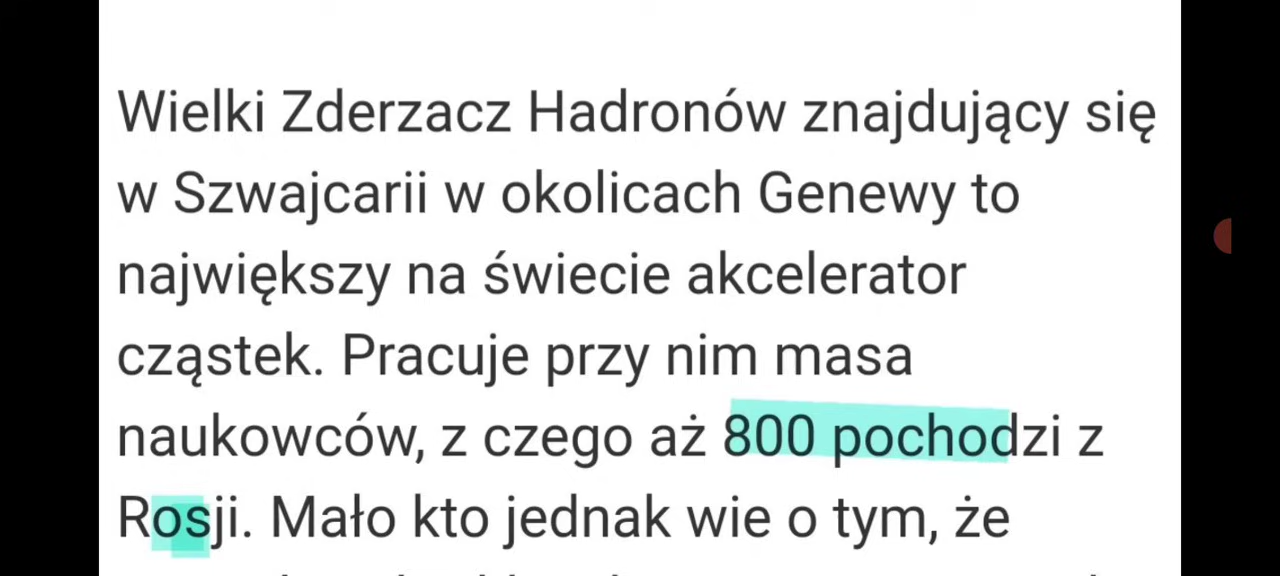 Wielki Zderzacz Hadronów znajdujący się
w Szwajcarii w okolicach Genewy to
największy na świecie akcelerator
cząstek. Pracuje przy nim masa
naukowców, z czego aż 800 pochodzi z
Rosji. Mało kto jednak wie o tym, że